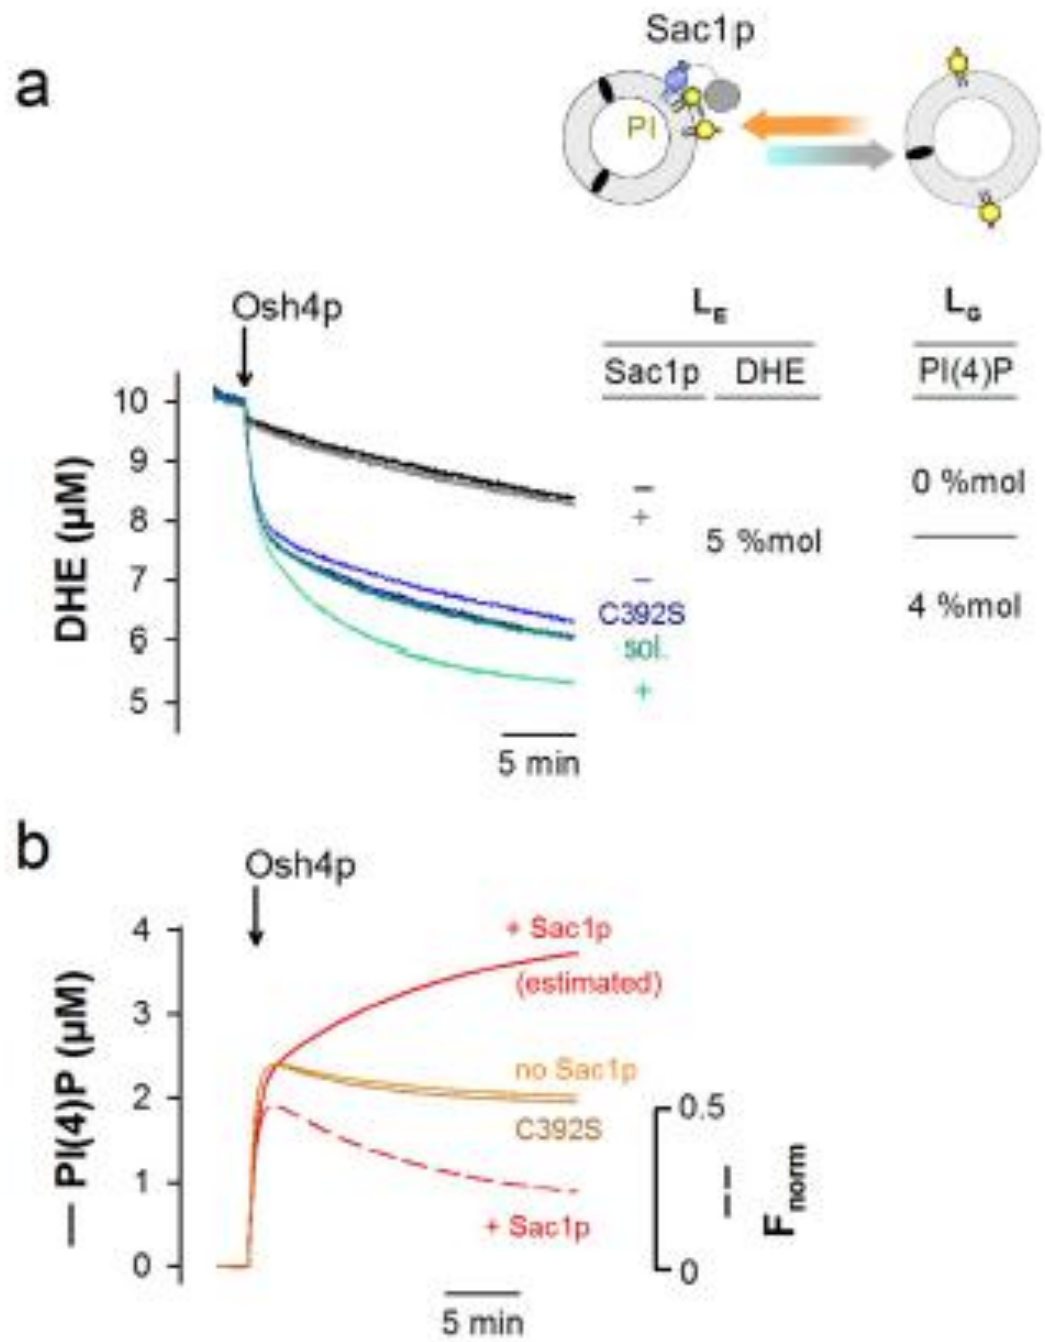 a
Sac1p
PI
Osh4p
L_E L_G
Sac1p DHE PI(4)P
DHE (µM)
10
9
8
7
6
5
−
+
5 %mol
0 %mol
−
C392S
sol.
+
4 %mol
5 min
b
Osh4p
— PI(4)P (µM)
4
3
2
1
0
+ Sac1p
(estimated)
no Sac1p
C392S
+ Sac1p
0.5
0
-- F_norm
5 min